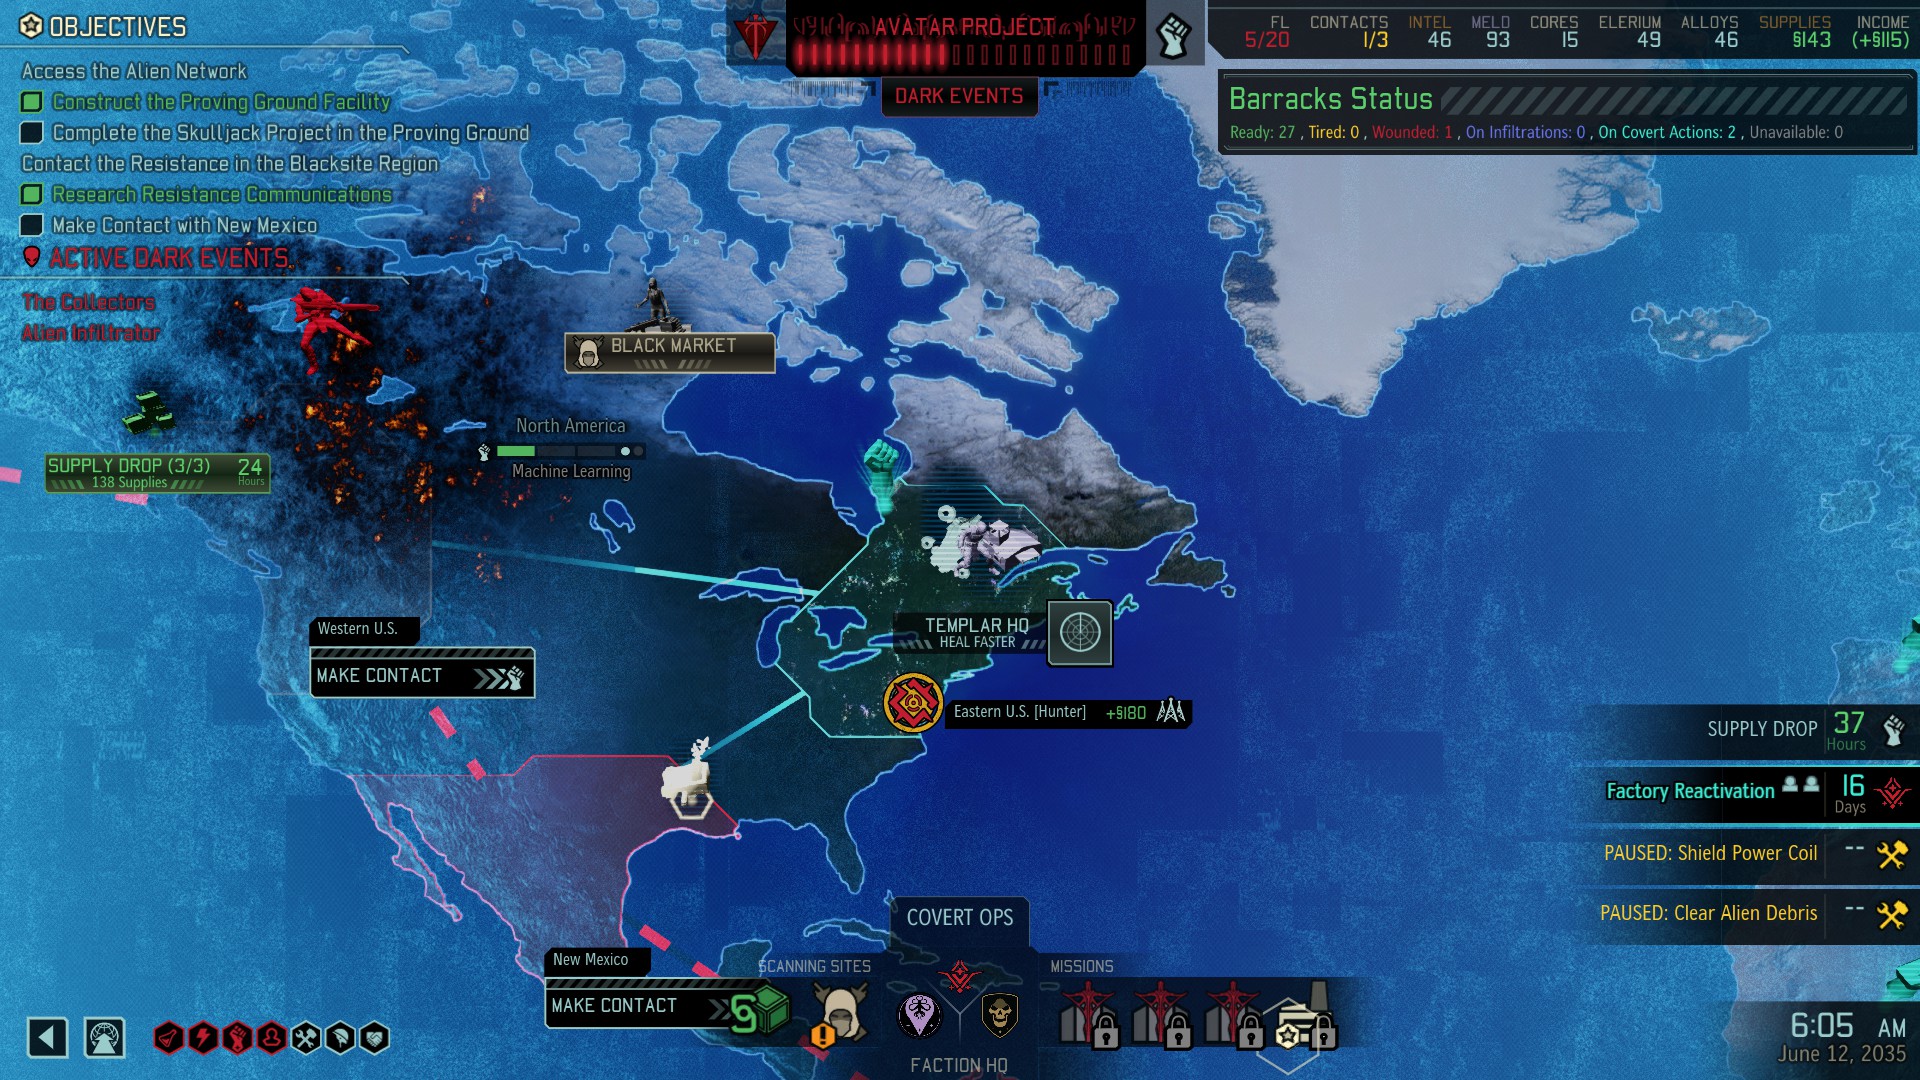 OBJECTIVES
Access the Alien Network
Construct the Proving Ground Facility
Complete the Skulljack Project in the Proving Ground
Contact the Resistance in the Blacksite Region
Research Resistance Communications
Make Contact with New Mexico
ACTIVE DARK EVENTS
The Collectors
Alien Infiltrator
AVATAR PROJECT
DARK EVENTS
FL CONTACTS INTEL MELD CORES ELERIUM ALLOYS SUPPLIES INCOME
5/20 1/3 46 93 15 49 46 §143 (+§115)
Barracks Status
Ready: 27 , Tired: 0 , Wounded: 1 , On Infiltrations: 0 , On Covert Actions: 2 , Unavailable: 0
BLACK MARKET
North America
Machine Learning
SUPPLY DROP (3/3) 24
138 Supplies Hours
Western U.S.
MAKE CONTACT
TEMPLAR HQ
HEAL FASTER
Eastern U.S. [Hunter] +§180
SUPPLY DROP 37
Hours
Factory Reactivation 16
Days
PAUSED: Shield Power Coil --
PAUSED: Clear Alien Debris --
COVERT OPS
New Mexico
MAKE CONTACT
SCANNING SITES
MISSIONS
FACTION HQ
6:05 AM
June 12, 2035